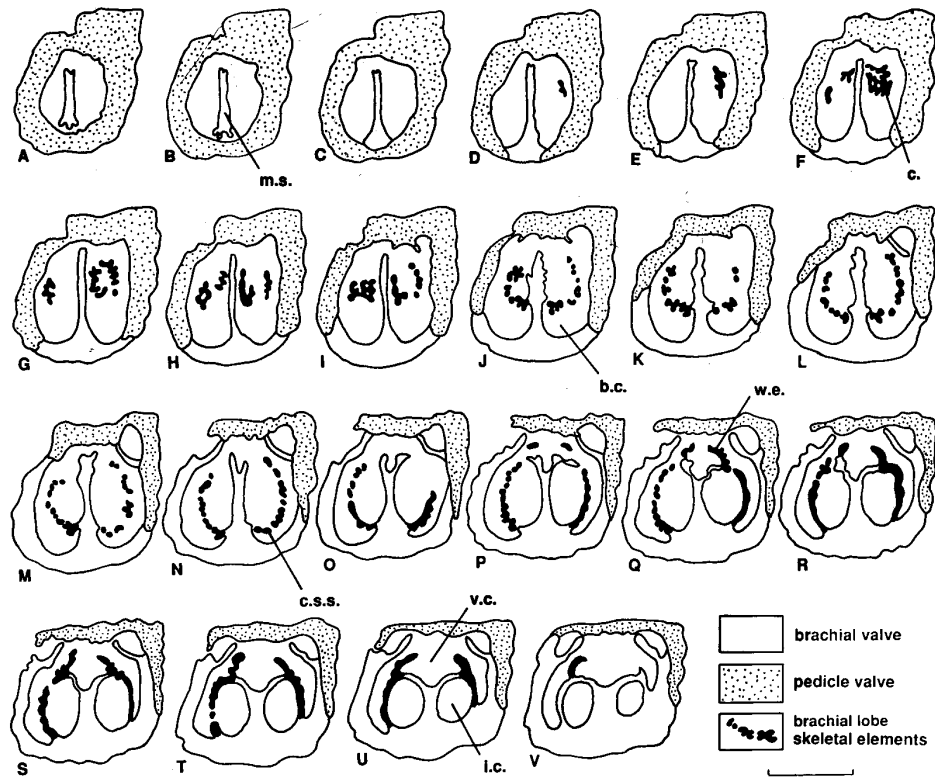 A B C D E F
m.s. c.
G H I J K L
b.c.
w.e.
M N O P Q R
c.s.s. v.c.
brachial valve
pedicle valve
brachial lobe
skeletal elements
S T U V
i.c.